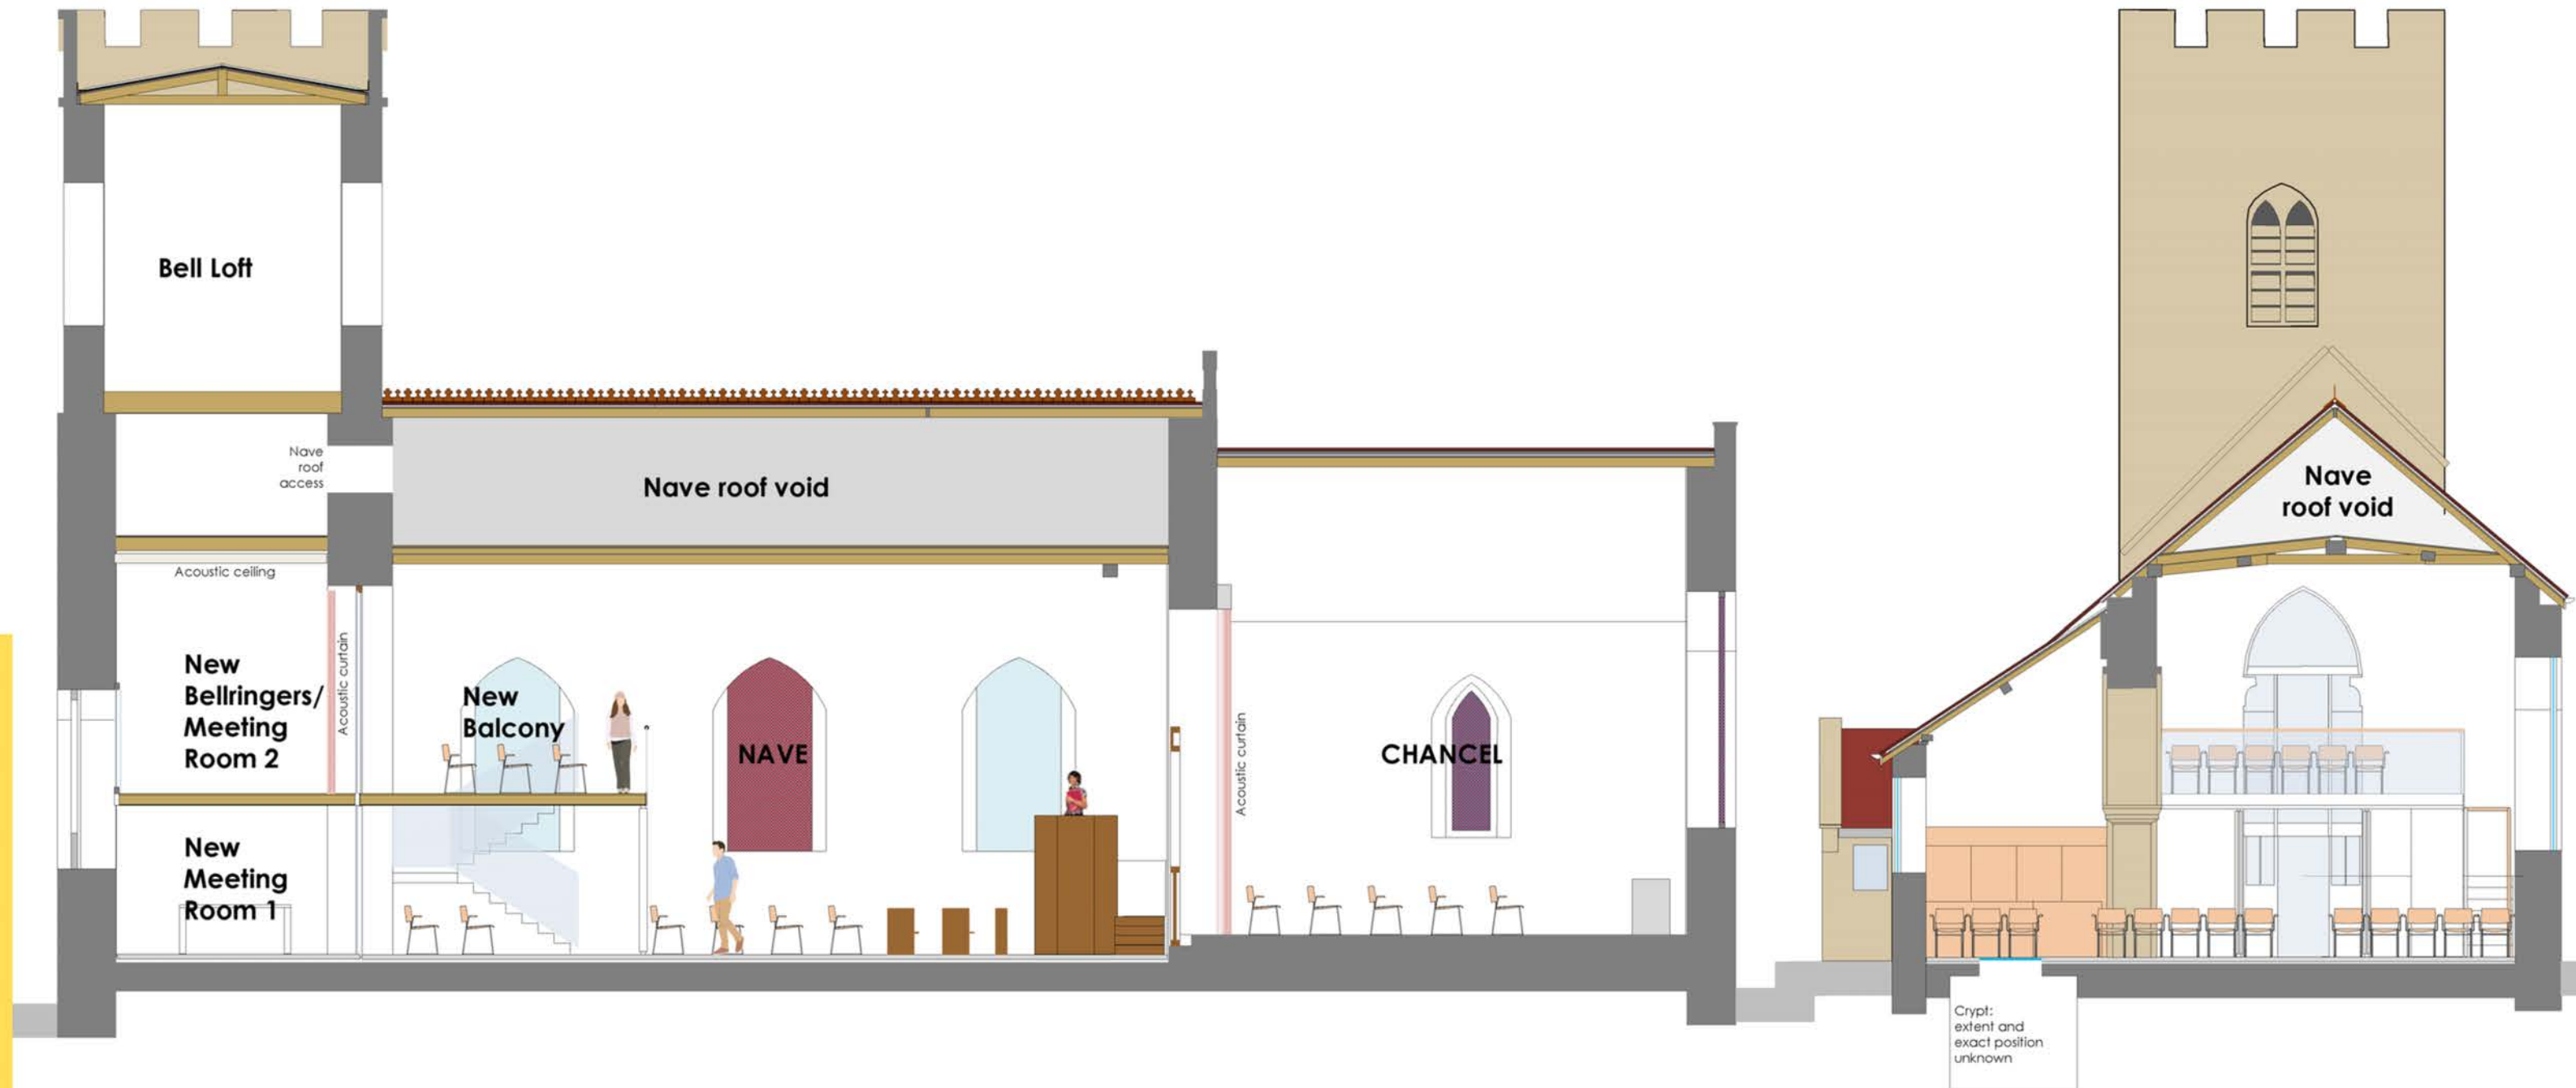 Bell Loft
Nave
roof
access
Nave roof void
Acoustic ceiling
Acoustic curtain
New
Bellringers/
Meeting
Room 2
New
Balcony
NAVE
Acoustic curtain
CHANCEL
New
Meeting
Room 1
Nave
roof void
Crypt:
extent and
exact position
unknown